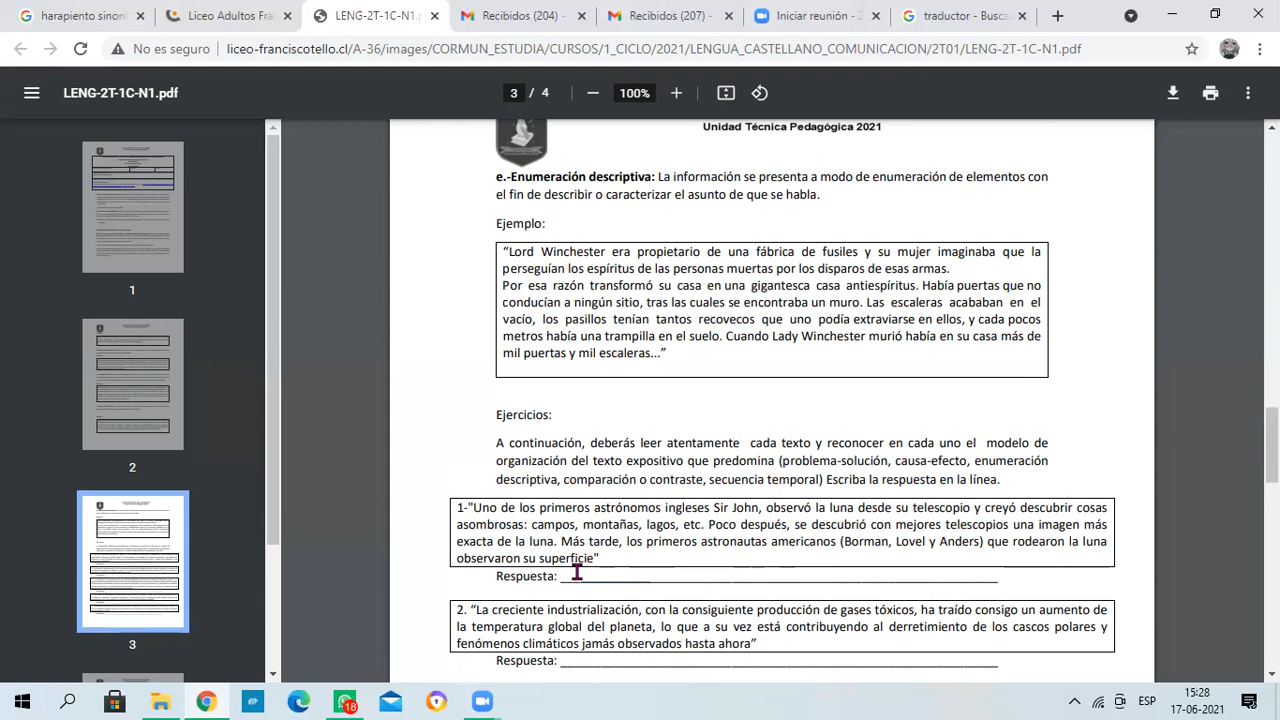 harapiento sinon
Liceo Adultos Fra
LENG-2T-1C-N1.p
Recibidos (204) -
Recibidos (207) -
Iniciar reunión - Z
traductor - Busca
No es seguro
liceo-franciscotello.cl/A-36/images/CORMUN_ESTUDIA/CURSOS/1_CICLO/2021/LENGUA_CASTELLANO_COMUNICACION/2T01/LENG-2T-1C-N1.pdf
LENG-2T-1C-N1.pdf
3 / 4
100%
1
2
3
Unidad Técnica Pedagógica 2021
e.-Enumeración descriptiva: La información se presenta a modo de enumeración de elementos con
el fin de describir o caracterizar el asunto de que se habla.
Ejemplo:
“Lord Winchester era propietario de una fábrica de fusiles y su mujer imaginaba que la
perseguían los espíritus de las personas muertas por los disparos de esas armas.
Por esa razón transformó su casa en una gigantesca casa antiespíritus. Había puertas que no
conducían a ningún sitio, tras las cuales se encontraba un muro. Las escaleras acababan en el
vacío, los pasillos tenían tantos recovecos que uno podía extraviarse en ellos, y cada pocos
metros había una trampilla en el suelo. Cuando Lady Winchester murió había en su casa más de
mil puertas y mil escaleras...”
Ejercicios:
A continuación, deberás leer atentamente cada texto y reconocer en cada uno el modelo de
organización del texto expositivo que predomina (problema-solución, causa-efecto, enumeración
descriptiva, comparación o contraste, secuencia temporal) Escriba la respuesta en la línea.
1-"Uno de los primeros astrónomos ingleses Sir John, observó la luna desde su telescopio y creyó descubrir cosas
asombrosas: campos, montañas, lagos, etc. Poco después, se descubrió con mejores telescopios una imagen más
exacta de la luna. Más tarde, los primeros astronautas americanos (Borman, Lovel y Anders) que rodearon la luna
observaron su superficie"
Respuesta:
2. “La creciente industrialización, con la consiguiente producción de gases tóxicos, ha traído consigo un aumento de
la temperatura global del planeta, lo que a su vez está contribuyendo al derretimiento de los cascos polares y
fenómenos climáticos jamás observados hasta ahora”
Respuesta:
18
ESP
15:28
17-06-2021